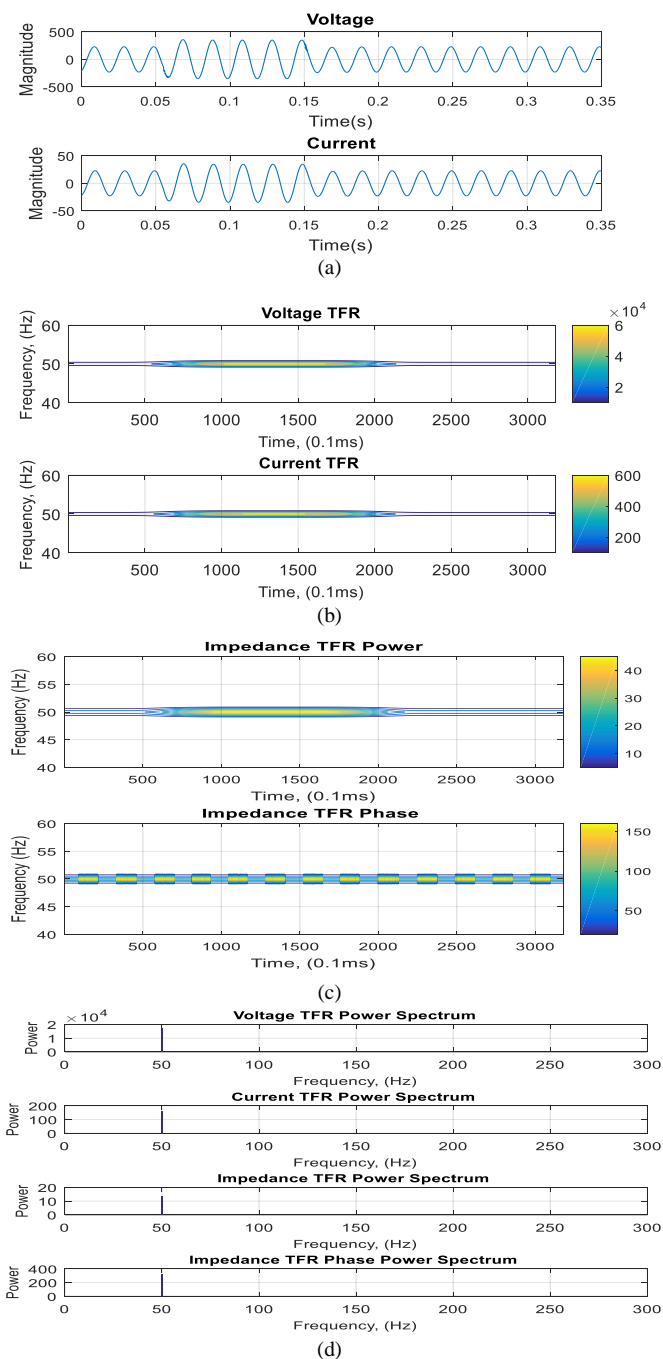 Voltage
500
0
-500
Magnitude
0 0.05 0.1 0.15 0.2 0.25 0.3 0.35
Time(s)
Current
50
0
-50
Magnitude
0 0.05 0.1 0.15 0.2 0.25 0.3 0.35
Time(s)
(a)
Voltage TFR
×10⁴
60
50
40
Frequency, (Hz)
6
4
2
500 1000 1500 2000 2500 3000
Time, (0.1ms)
Current TFR
60
50
40
Frequency, (Hz)
600
400
200
500 1000 1500 2000 2500 3000
Time, (0.1ms)
(b)
Impedance TFR Power
60
55
50
45
40
Frequency (Hz)
40
30
20
10
500 1000 1500 2000 2500 3000
Time, (0.1ms)
Impedance TFR Phase
60
55
50
45
40
Frequency (Hz)
150
100
50
500 1000 1500 2000 2500 3000
Time, (0.1ms)
(c)
×10⁴
Voltage TFR Power Spectrum
2
1
0
Power
0 50 100 150 200 250 300
Frequency, (Hz)
Current TFR Power Spectrum
200
100
0
Power
0 50 100 150 200 250 300
Frequency, (Hz)
Impedance TFR Power Spectrum
20
10
0
Power
0 50 100 150 200 250 300
Frequency, (Hz)
Impedance TFR Phase Power Spectrum
400
200
0
Power
0 50 100 150 200 250 300
Frequency, (Hz)
(d)